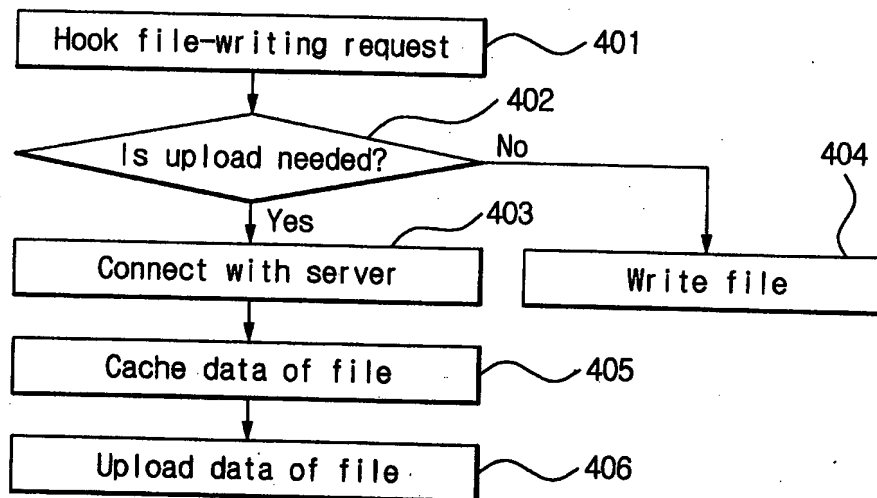 Hook file-writing request
401
402
Is upload needed?
No
404
Yes
403
Connect with server
Write file
Cache data of file
405
Upload data of file
406